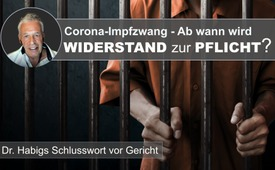 Corona-Impfzwang - Ab wann wird
WIDERSTAND zur PFLICHT?
Dr. Habigs Schlusswort vor Gericht